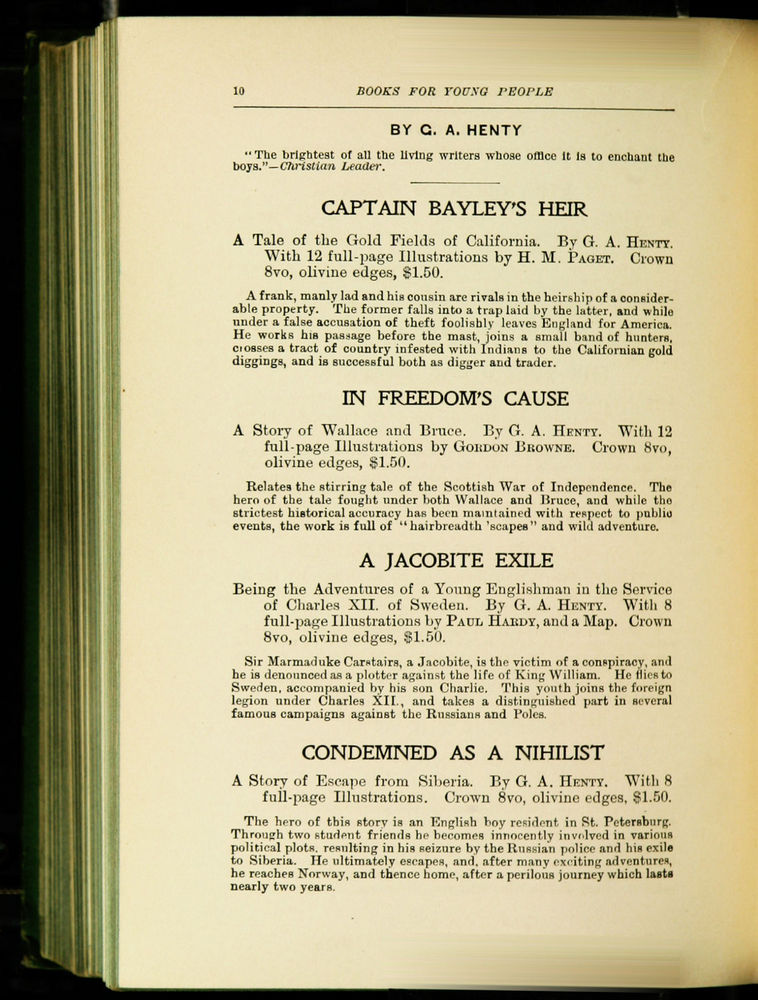 10 BOOKS FOR YOUNG PEOPLE
BY G. A. HENTY
"The brightest of all the living writers whose office it is to enchant the
boys."—Christian Leader.
CAPTAIN BAYLEY'S HEIR
A Tale of the Gold Fields of California. By G. A. HENTY.
With 12 full-page Illustrations by H. M. PAGET. Crown
8vo, olivine edges, $1.50.
A frank, manly lad and his cousin are rivals in the heirship of a consider-
able property. The former falls into a trap laid by the latter, and while
under a false accusation of theft foolishly leaves England for America.
He works his passage before the mast, joins a small band of hunters,
crosses a tract of country infested with Indians to the Californian gold
diggings, and is successful both as digger and trader.
IN FREEDOM'S CAUSE
A Story of Wallace and Bruce. By G. A. HENTY. With 12
full-page Illustrations by GORDON BROWNE. Crown 8vo,
olivine edges, $1.50.
Relates the stirring tale of the Scottish War of Independence. The
hero of the tale fought under both Wallace and Bruce, and while the
strictest historical accuracy has been maintained with respect to public
events, the work is full of "hairbreadth 'scapes" and wild adventure.
A JACOBITE EXILE
Being the Adventures of a Young Englishman in the Service
of Charles XII. of Sweden. By G. A. HENTY. With 8
full-page Illustrations by PAUL HARDY, and a Map. Crown
8vo, olivine edges, $1.50.
Sir Marmaduke Carstairs, a Jacobite, is the victim of a conspiracy, and
he is denounced as a plotter against the life of King William. He flies to
Sweden, accompanied by his son Charlie. This youth joins the foreign
legion under Charles XII., and takes a distinguished part in several
famous campaigns against the Russians and Poles.
CONDEMNED AS A NIHILIST
A Story of Escape from Siberia. By G. A. HENTY. With 8
full-page Illustrations. Crown 8vo, olivine edges, $1.50.
The hero of this story is an English boy resident in St. Petersburg.
Through two student friends he becomes innocently involved in various
political plots, resulting in his seizure by the Russian police and his exile
to Siberia. He ultimately escapes, and, after many exciting adventures,
he reaches Norway, and thence home, after a perilous journey which lasts
nearly two years.